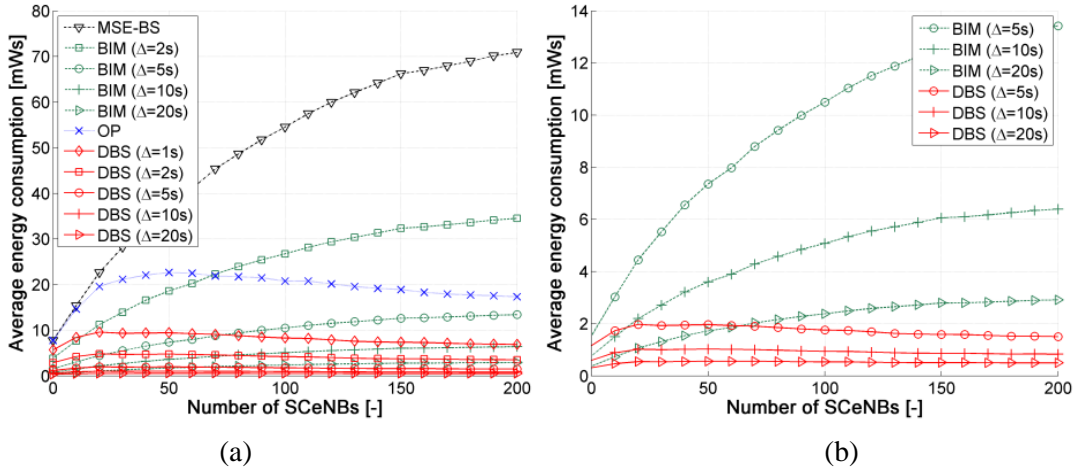 Average energy consumption [mWs]
80
70
60
50
40
30
20
10
0
MSE-BS
BIM (Δ=2s)
BIM (Δ=5s)
BIM (Δ=10s)
BIM (Δ=20s)
OP
DBS (Δ=1s)
DBS (Δ=2s)
DBS (Δ=5s)
DBS (Δ=10s)
DBS (Δ=20s)
0 50 100 150 200
Number of SCeNBs [-]
(a)
Average energy consumption [mWs]
14
12
10
8
6
4
2
0
BIM (Δ=5s)
BIM (Δ=10s)
BIM (Δ=20s)
DBS (Δ=5s)
DBS (Δ=10s)
DBS (Δ=20s)
0 50 100 150 200
Number of SCeNBs [-]
(b)